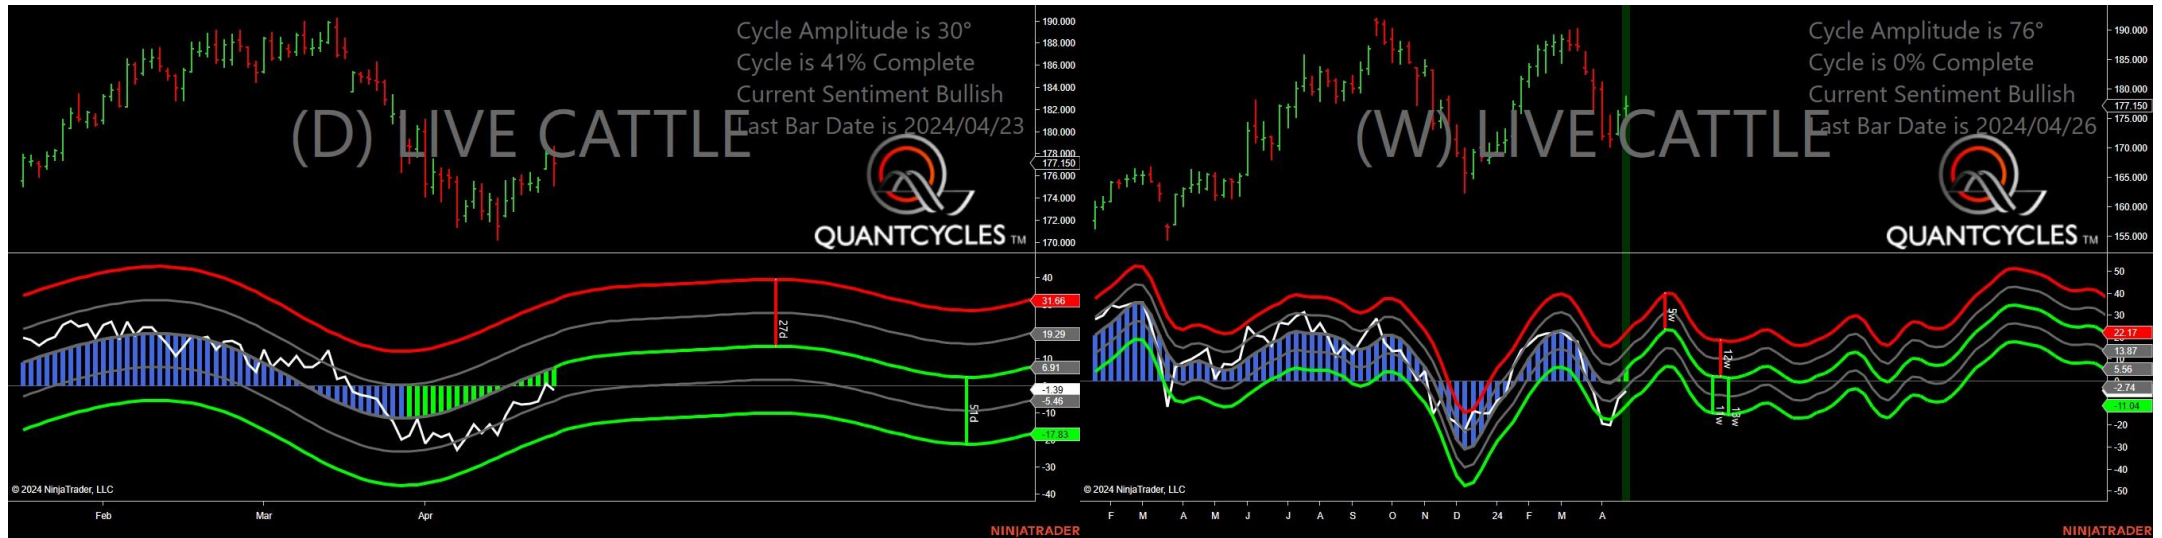 Cycle Amplitude is 30°
Cycle is 41% Complete
Current Sentiment Bullish
Last Bar Date is 2024/04/23
(D) LIVE CATTLE
QUANTCYCLES TM
190.000
188.000
186.000
184.000
182.000
180.000
178.000
177.150
176.000
174.000
172.000
170.000
40
31.66
19.29
10
6.91
-1.39
-5.46
-10
-17.83
-30
-40
27d
51d
© 2024 NinjaTrader, LLC
Feb Mar Apr
NINJATRADER
Cycle Amplitude is 76°
Cycle is 0% Complete
Current Sentiment Bullish
Last Bar Date is 2024/04/26
(W) LIVE CATTLE
QUANTCYCLES TM
190.000
185.000
180.000
177.150
175.000
170.000
165.000
160.000
155.000
50
40
30
22.17
13.87
10
5.56
-2.74
-11.04
-20
-30
-40
-50
5w
12w
11w
© 2024 NinjaTrader, LLC
F M A M J J A S O N D 24 F M A
NINJATRADER